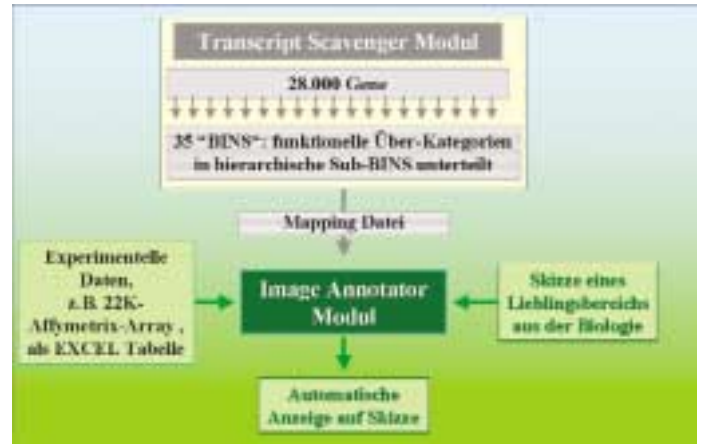 Transcript Scavenger Modul
28.000 Gene
35 "BINS": funktionelle Über-Kategorien
in hierarchische Sub-BINS unterteilt
Mapping Datei
Experimentelle
Daten,
z.B. 22K-
Affymetrix-Array ,
als EXCEL Tabelle
Image Annotator
Modul
Skizze eines
Lieblingsbereichs
aus der Biologie
Automatische
Anzeige auf Skizze